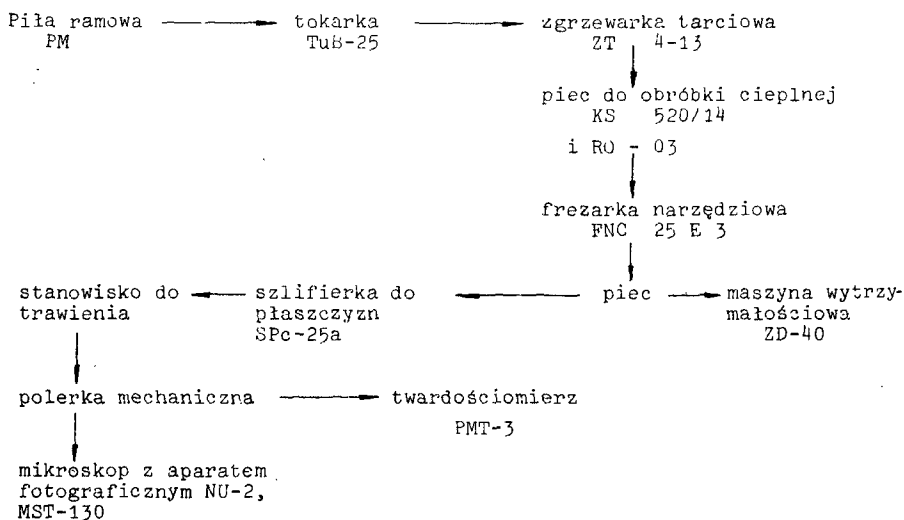 Piła ramowa
PM
tokarka
TuB-25
zgrzewarka tarciowa
ZT 4-13
piec do obróbki cieplnej
KS 520/14
i RO - 03
frezarka narzędziowa
FNC 25 E 3
stanowisko do
trawienia
szlifierka do
płaszczyzn
SPc-25a
piec
maszyna wytrzy-
małościowa
ZD-40
polerka mechaniczna
twardościomierz
PMT-3
mikroskop z aparatem
fotograficznym NU-2,
MST-130